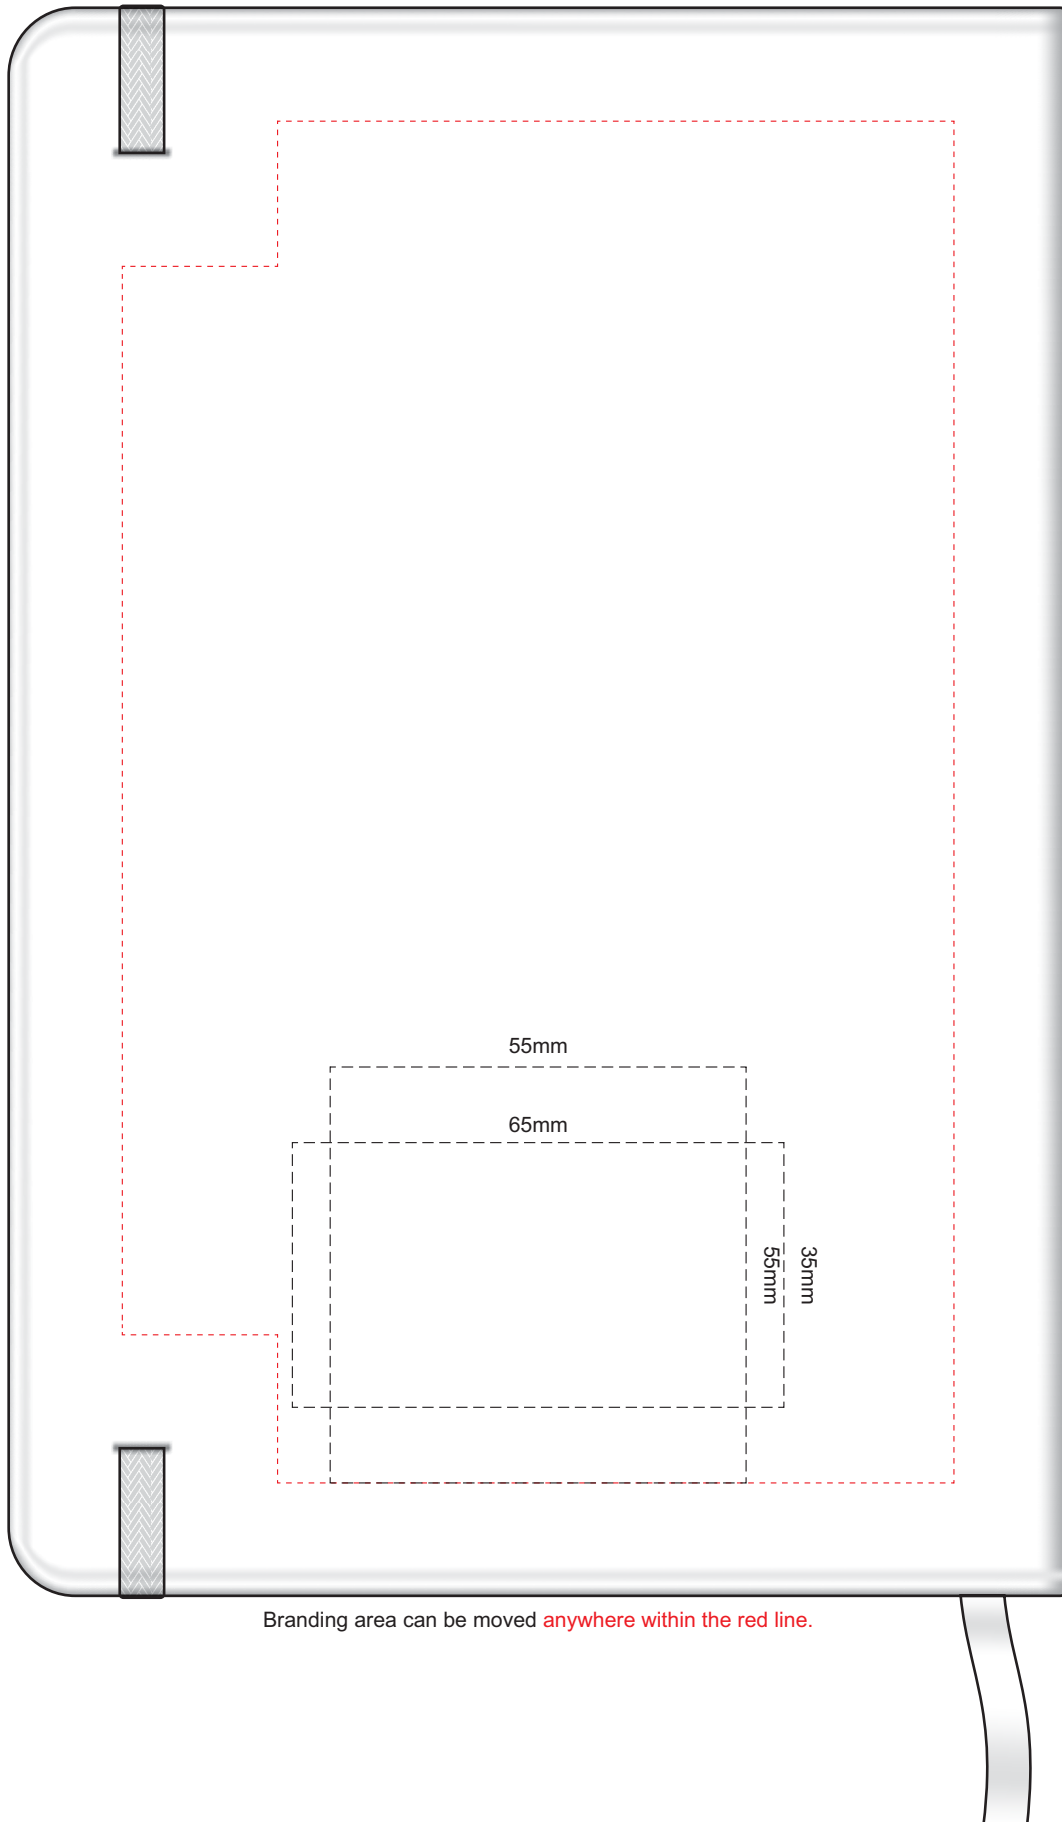 55mm
65mm
55mm
35mm
Branding area can be moved anywhere within the red line.